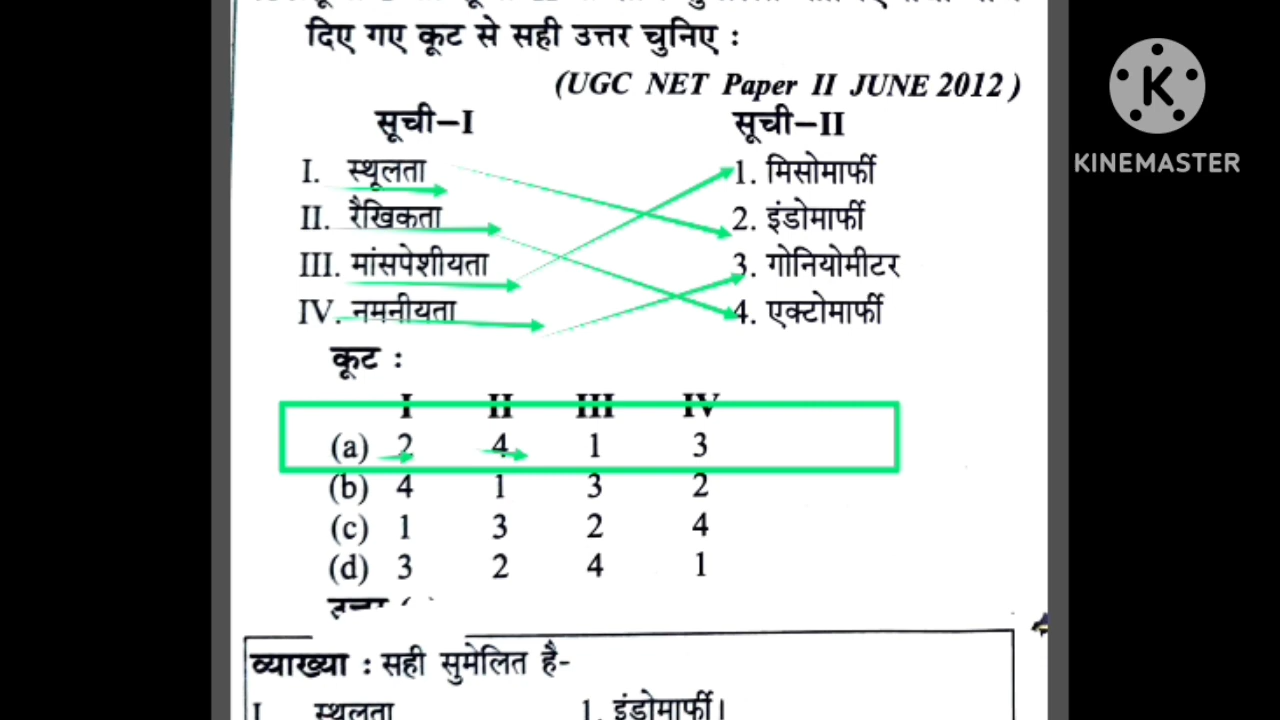 दिए गए कूट से सही उत्तर चुनिए :
(UGC NET Paper II JUNE 2012)
सूची–I सूची–II
I. स्थूलता 1. मिसोमार्फी
II. रैखिकता 2. इंडोमार्फी
III. मांसपेशीयता 3. गोनियोमीटर
IV. नमनीयता 4. एक्टोमार्फी
कूट :
I II III IV
(a) 2 4 1 3
(b) 4 1 3 2
(c) 1 3 2 4
(d) 3 2 4 1
व्याख्या : सही सुमेलित है-
I. स्थूलता 1. इंडोमार्फी।
K
KINEMASTER